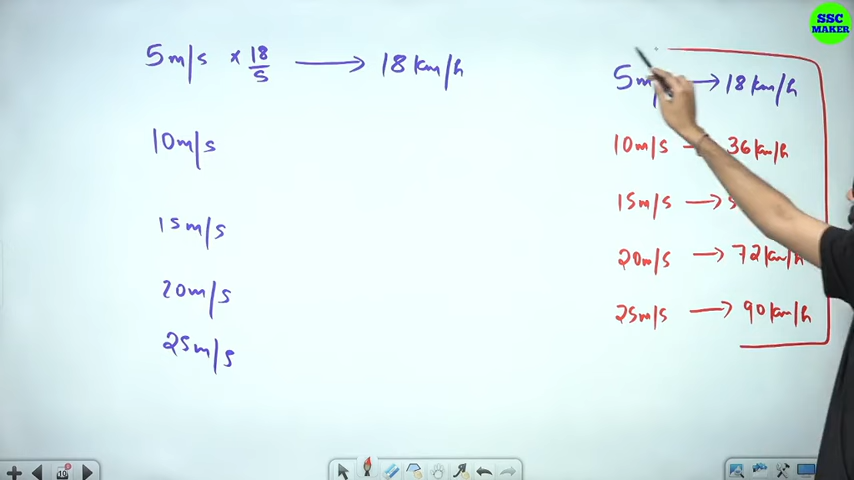 SSC
MAKER
5m/s × 18/5 → 18 km/h
10m/s
15m/s
20m/s
25m/s
5m/s → 18 km/h
10m/s → 36 km/h
15m/s → 5
20m/s → 72 km/h
25m/s → 90 km/h